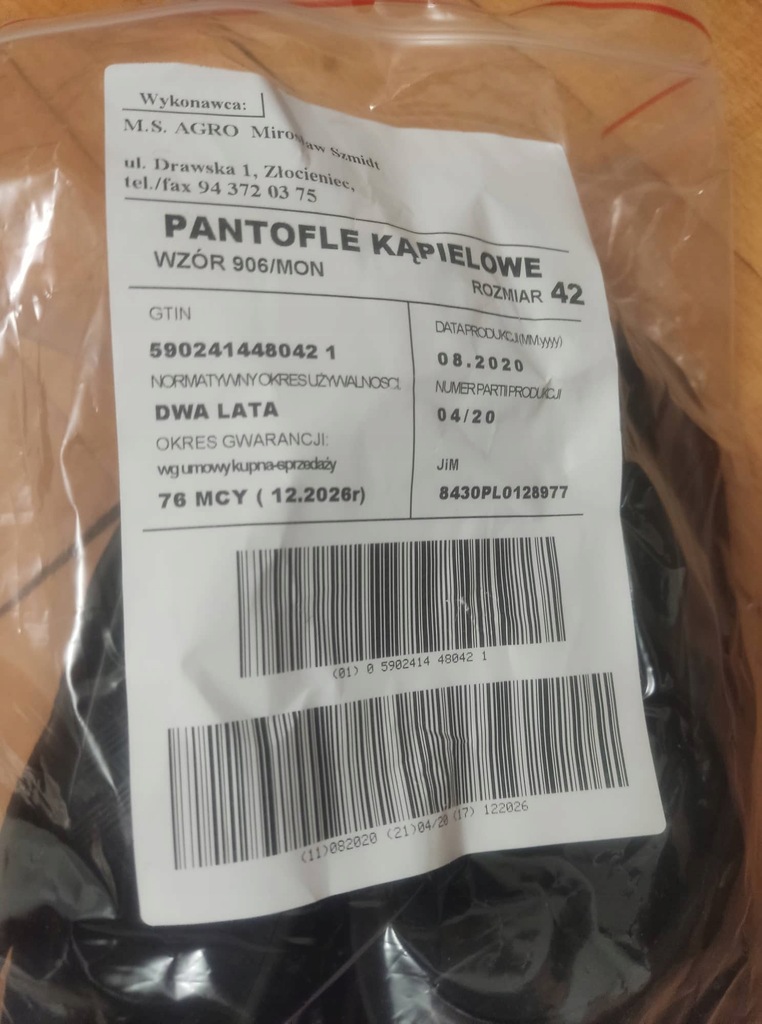 Wykonawca:
M.S. AGRO Mirosław Szmidt
ul. Drawska 1, Złocieniec,
tel./fax 94 372 03 75
PANTOFLE KĄPIELOWE
WZÓR 906/MON
ROZMIAR 42
GTIN
590241448042 1
NORMATYWNY OKRES UŻYWALNOŚCI:
DWA LATA
OKRES GWARANCJI:
wg umowy kupna-sprzedaży
76 MCY ( 12.2026r)
DATA PRODUKCJI (MM.yyyy)
08.2020
NUMER PARTII PRODUKCJI
04/20
JiM
8430PL0128977
(01) 0 5902414 48042 1
(11)082020 (21)04/20 (17) 122026